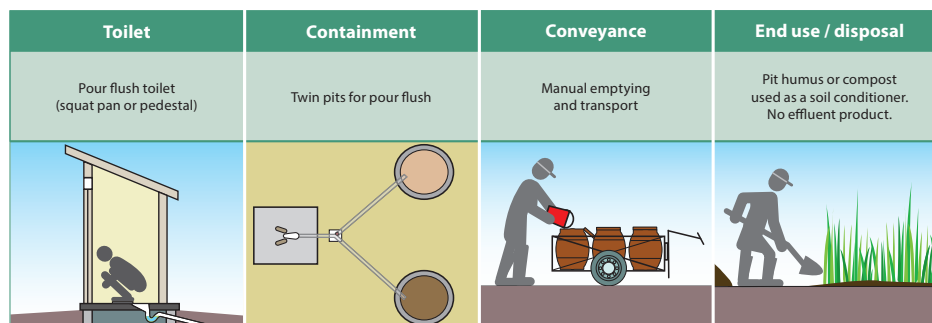 Toilet
Containment
Conveyance
End use / disposal
Pour flush toilet
(squat pan or pedestal)
Twin pits for pour flush
Manual emptying
and transport
Pit humus or compost
used as a soil conditioner.
No effluent product.